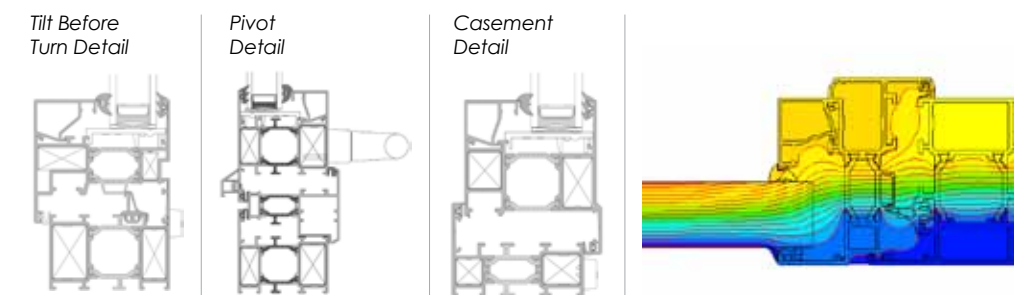 Tilt Before
Turn Detail
Pivot
Detail
Casement
Detail